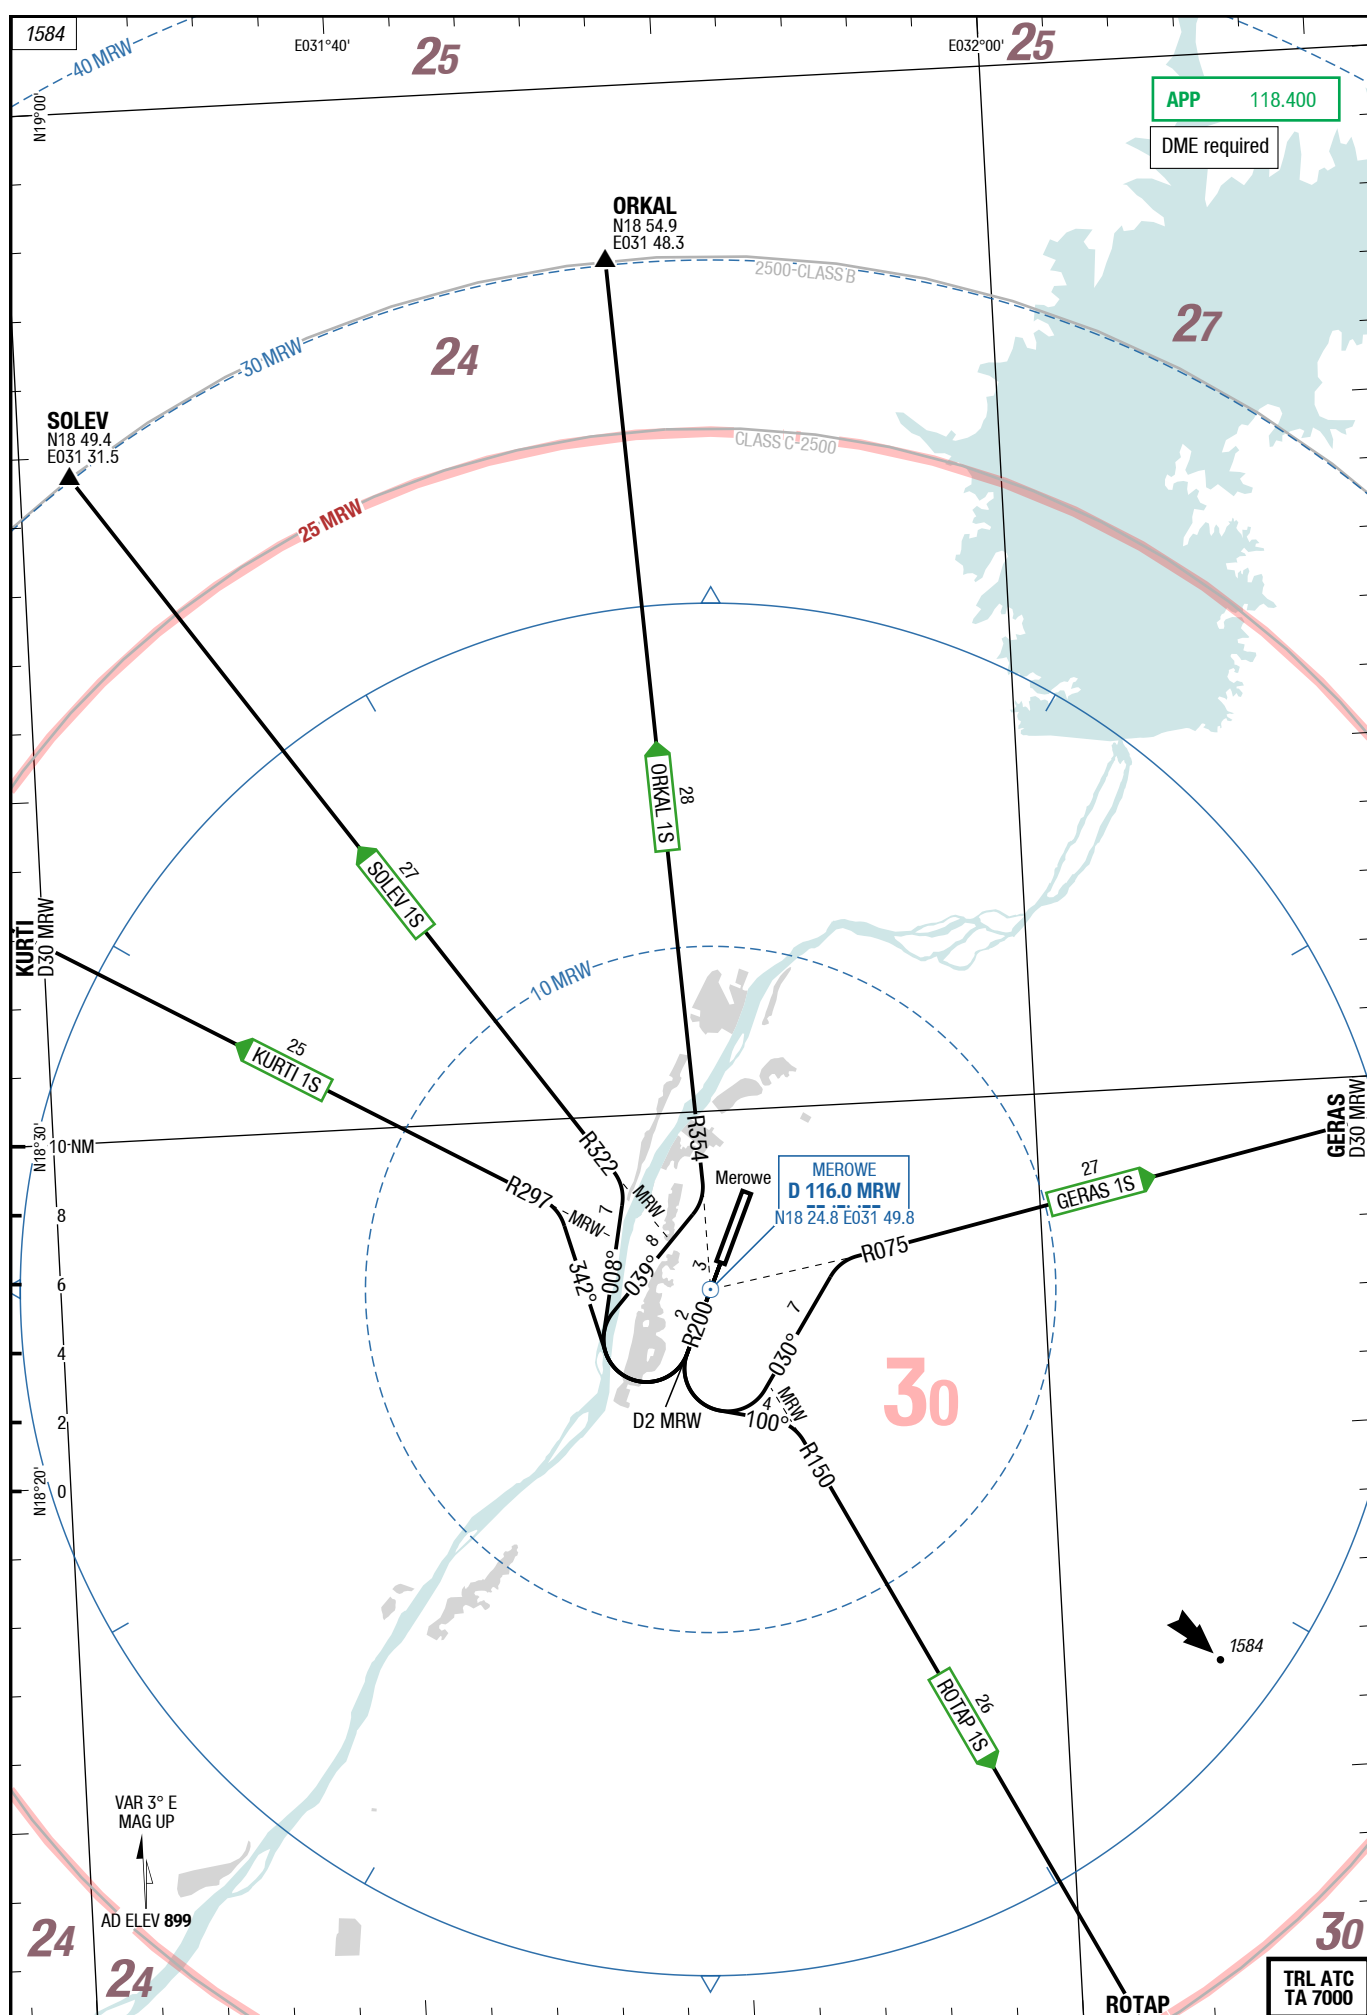 1584
E031°40'
25
E032°00'
25
40 MRW
N19°00'
APP 118.400
DME required
ORKAL
N18 54.9
E031 48.3
2500-CLASS B
27
24
30 MRW
SOLEV
N18 49.4
E031 31.5
CLASS C 2500
25 MRW
ORKAL 1S
28
27
SOLEV 1S
KURTI
D30 MRW
10 MRW
25
KURTI 1S
R354
R322
GERAS
D30 MRW
N18°30'
10 NM
MEROWE
D 116.0 MRW
N18 24.8 E031 49.8
Merowe
27
GERAS 1S
R297
MRW
MRW
7
8
8
R075
008°
039°
342°
3
6
2
R200
7
030°
4
30
D2 MRW
MRW
4
100°
2
R150
N18°20'
0
1584
26
ROTAP 1S
VAR 3° E
MAG UP
AD ELEV 899
24
24
30
TRL ATC
TA 7000
ROTAP